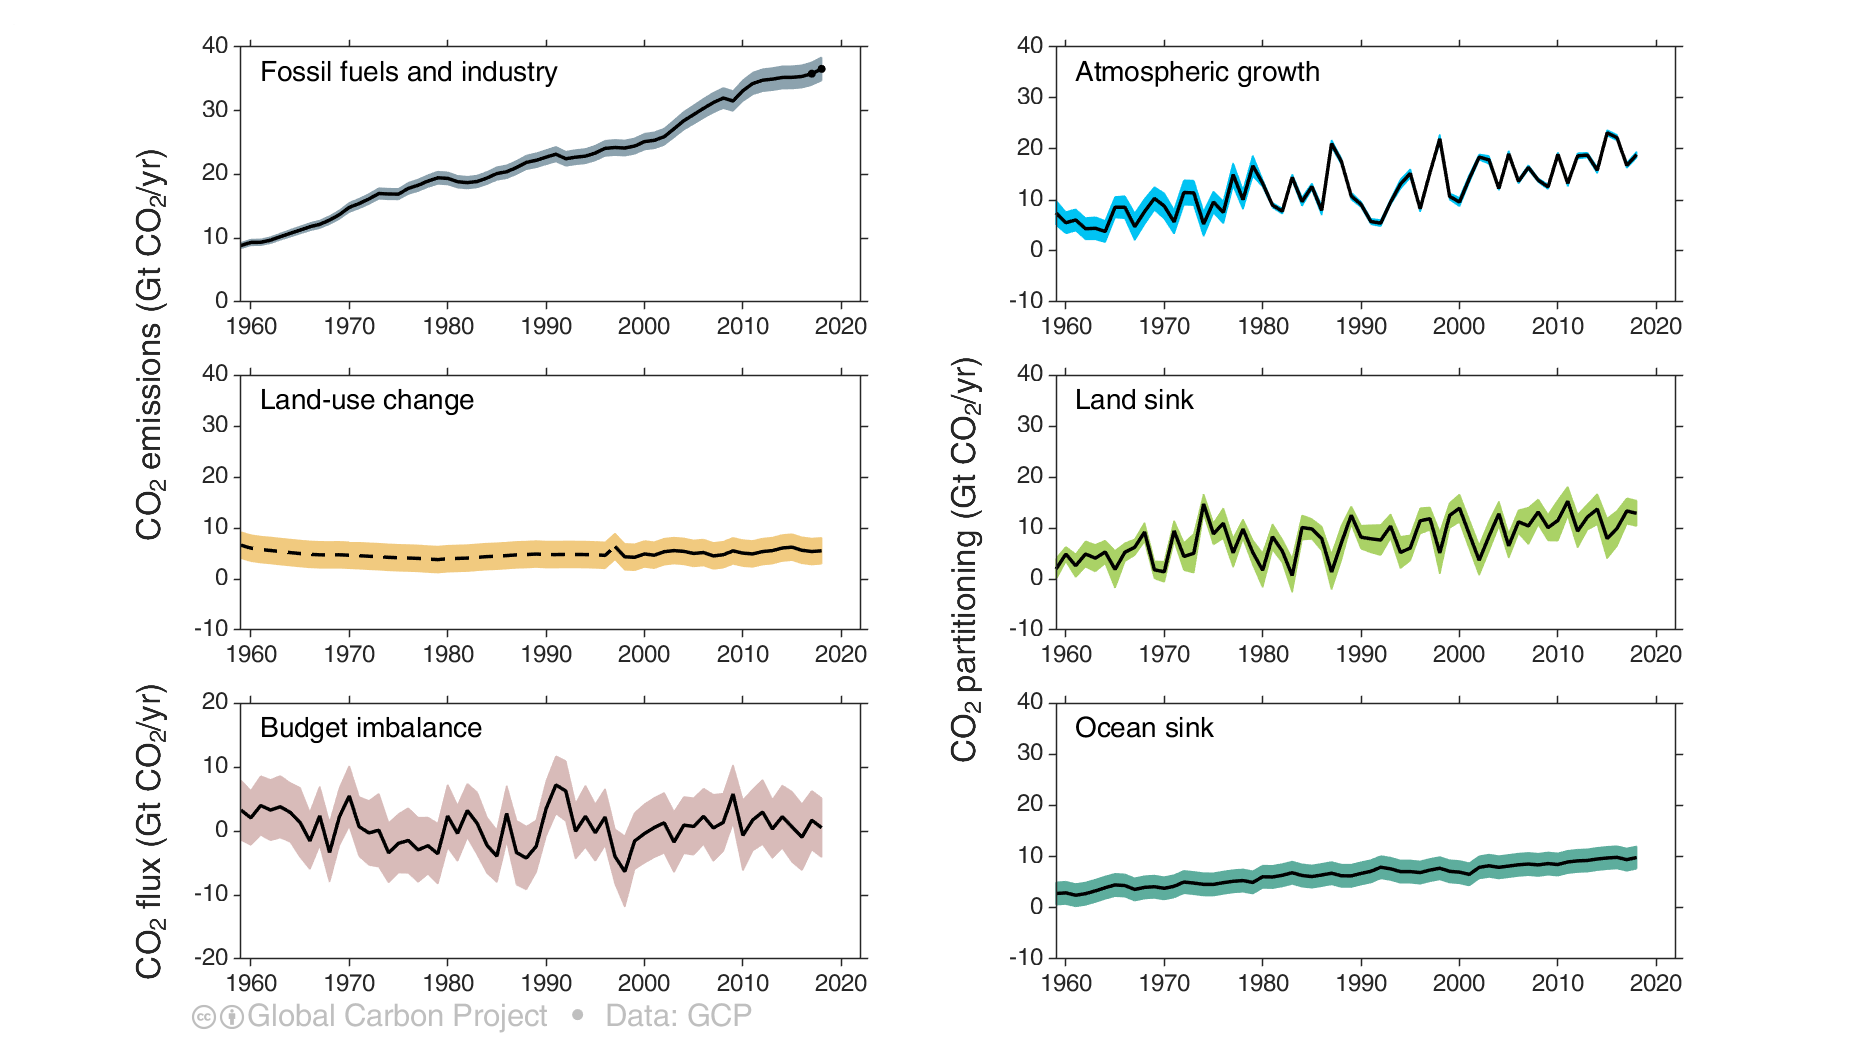 CO2 emissions (Gt CO2/yr)
40
30
20
10
0
Fossil fuels and industry
1960 1970 1980 1990 2000 2010 2020
40
30
20
10
0
-10
Land-use change
1960 1970 1980 1990 2000 2010 2020
CO2 flux (Gt CO2/yr)
20
10
0
-10
-20
Budget imbalance
1960 1970 1980 1990 2000 2010 2020
CO2 partitioning (Gt CO2/yr)
40
30
20
10
0
-10
Atmospheric growth
1960 1970 1980 1990 2000 2010 2020
40
30
20
10
0
-10
Land sink
1960 1970 1980 1990 2000 2010 2020
40
30
20
10
0
-10
Ocean sink
1960 1970 1980 1990 2000 2010 2020
cc Global Carbon Project • Data: GCP